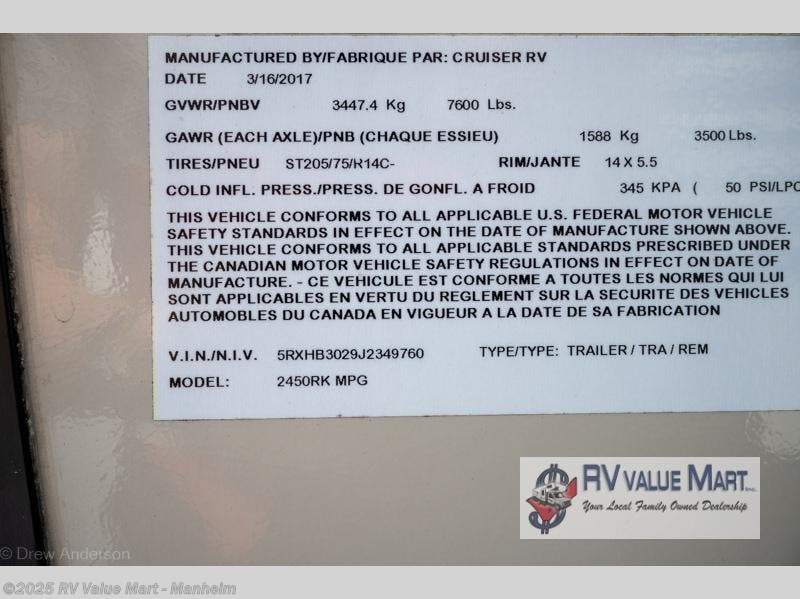 MANUFACTURED BY/FABRIQUE PAR: CRUISER RV
DATE 3/16/2017
GVWR/PNBV 3447.4 Kg 7600 Lbs.
GAWR (EACH AXLE)/PNB (CHAQUE ESSIEU) 1588 Kg 3500 Lbs.
TIRES/PNEU ST205/75/R14C- RIM/JANTE 14 X 5.5
COLD INFL. PRESS./PRESS. DE GONFL. A FROID 345 KPA ( 50 PSI/LPC
THIS VEHICLE CONFORMS TO ALL APPLICABLE U.S. FEDERAL MOTOR VEHICLE
SAFETY STANDARDS IN EFFECT ON THE DATE OF MANUFACTURE SHOWN ABOVE.
THIS VEHICLE CONFORMS TO ALL APPLICABLE STANDARDS PRESCRIBED UNDER
THE CANADIAN MOTOR VEHICLE SAFETY REGULATIONS IN EFFECT ON DATE OF
MANUFACTURE. - CE VEHICULE EST CONFORME A TOUTES LES NORMES QUI LUI
SONT APPLICABLES EN VERTU DU REGLEMENT SUR LA SECURITE DES VEHICLES
AUTOMOBILES DU CANADA EN VIGUEUR A LA DATE DE SA FABRICATION
V.I.N./N.I.V. 5RXHB3029J2349760 TYPE/TYPE: TRAILER / TRA / REM
MODEL: 2450RK MPG
RV VALUE MART, INC.
Your Local Family Owned Dealership
© Drew Anderson
©2025 RV Value Mart - Manheim